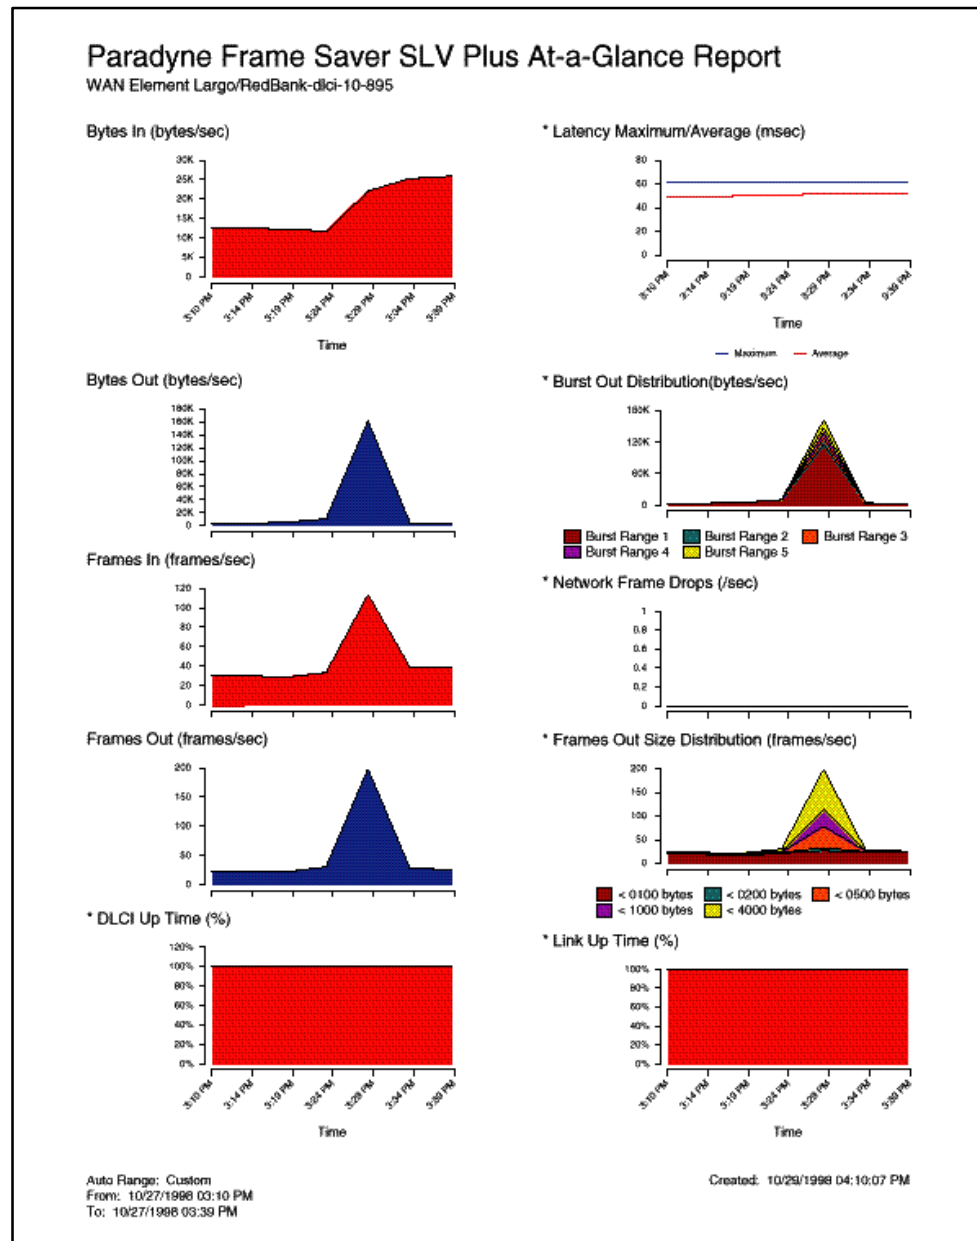 Paradyne Frame Saver SLV Plus At-a-Glance Report
WAN Element Largo/RedBank-dlci-10-895
Bytes In (bytes/sec)
30K
25K
20K
15K
10K
5K
0
3:10 PM
3:14 PM
3:19 PM
3:24 PM
3:29 PM
3:34 PM
3:39 PM
Time
* Latency Maximum/Average (msec)
80
60
40
20
0
Time
Maximum
Average
Bytes Out (bytes/sec)
180K
160K
140K
120K
100K
80K
60K
40K
20K
0
* Burst Out Distribution(bytes/sec)
180K
120K
60K
0
Burst Range 1
Burst Range 2
Burst Range 3
Burst Range 4
Burst Range 5
Frames In (frames/sec)
120
100
80
60
40
20
0
* Network Frame Drops (/sec)
1
0.8
0.6
0.4
0.2
0
Frames Out (frames/sec)
200
150
100
50
0
* Frames Out Size Distribution (frames/sec)
200
150
100
50
0
< 0100 bytes
< 0200 bytes
< 0500 bytes
< 1000 bytes
< 4000 bytes
* DLCI Up Time (%)
120%
100%
80%
60%
40%
20%
0%
3:10 PM
3:14 PM
3:19 PM
3:24 PM
3:29 PM
3:34 PM
3:39 PM
Time
* Link Up Time (%)
100%
80%
60%
40%
20%
0%
3:10 PM
3:14 PM
3:19 PM
3:24 PM
3:29 PM
3:34 PM
3:39 PM
Time
Auto Range: Custom
From: 10/27/1998 03:10 PM
To: 10/27/1998 03:39 PM
Created: 10/29/1998 04:10:07 PM